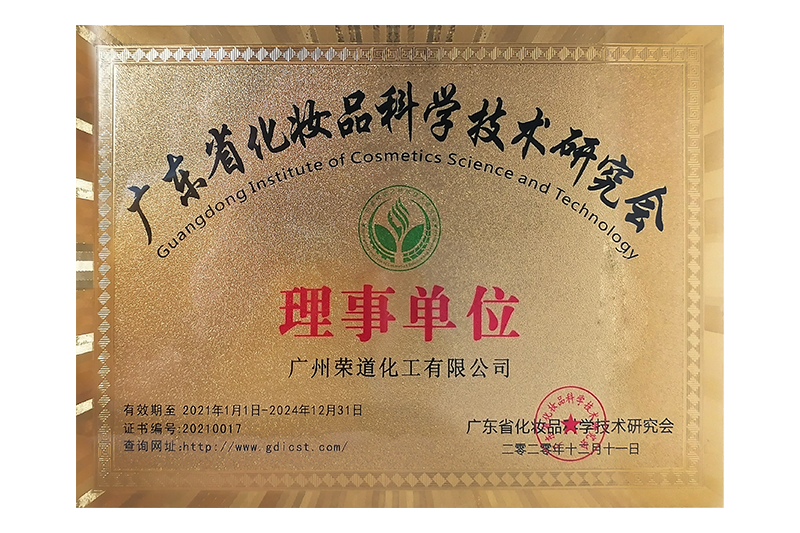 广东省化妆品科学技术研究会
Guangdong Institute of Cosmetics Science and Technology
理事单位
广州荣道化工有限公司
有效期至 2021年1月1日-2024年12月31日
证书编号:20210017
查询网址:http://www.gdicst.com/
广东省化妆品科学技术研究会
二零二零年十二月十一日